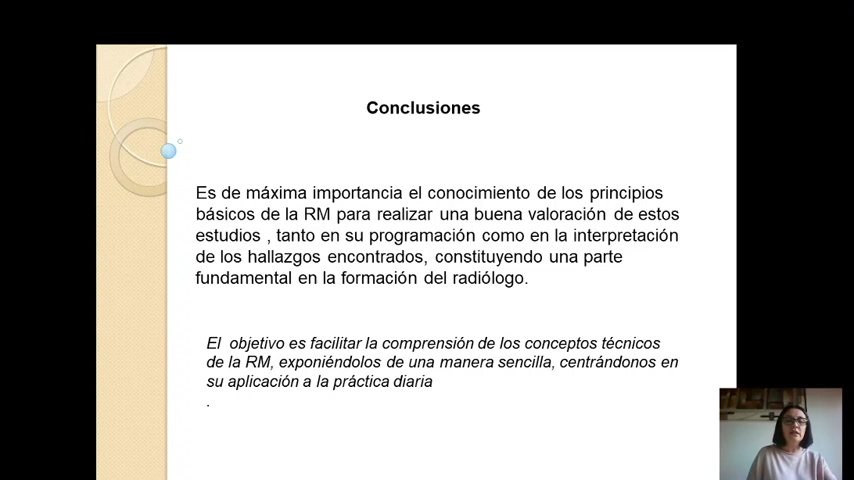 Conclusiones
Es de máxima importancia el conocimiento de los principios
básicos de la RM para realizar una buena valoración de estos
estudios , tanto en su programación como en la interpretación
de los hallazgos encontrados, constituyendo una parte
fundamental en la formación del radiólogo.
El  objetivo es facilitar la comprensión de los conceptos técnicos
de la RM, exponiéndolos de una manera sencilla, centrándonos en
su aplicación a la práctica diaria
.